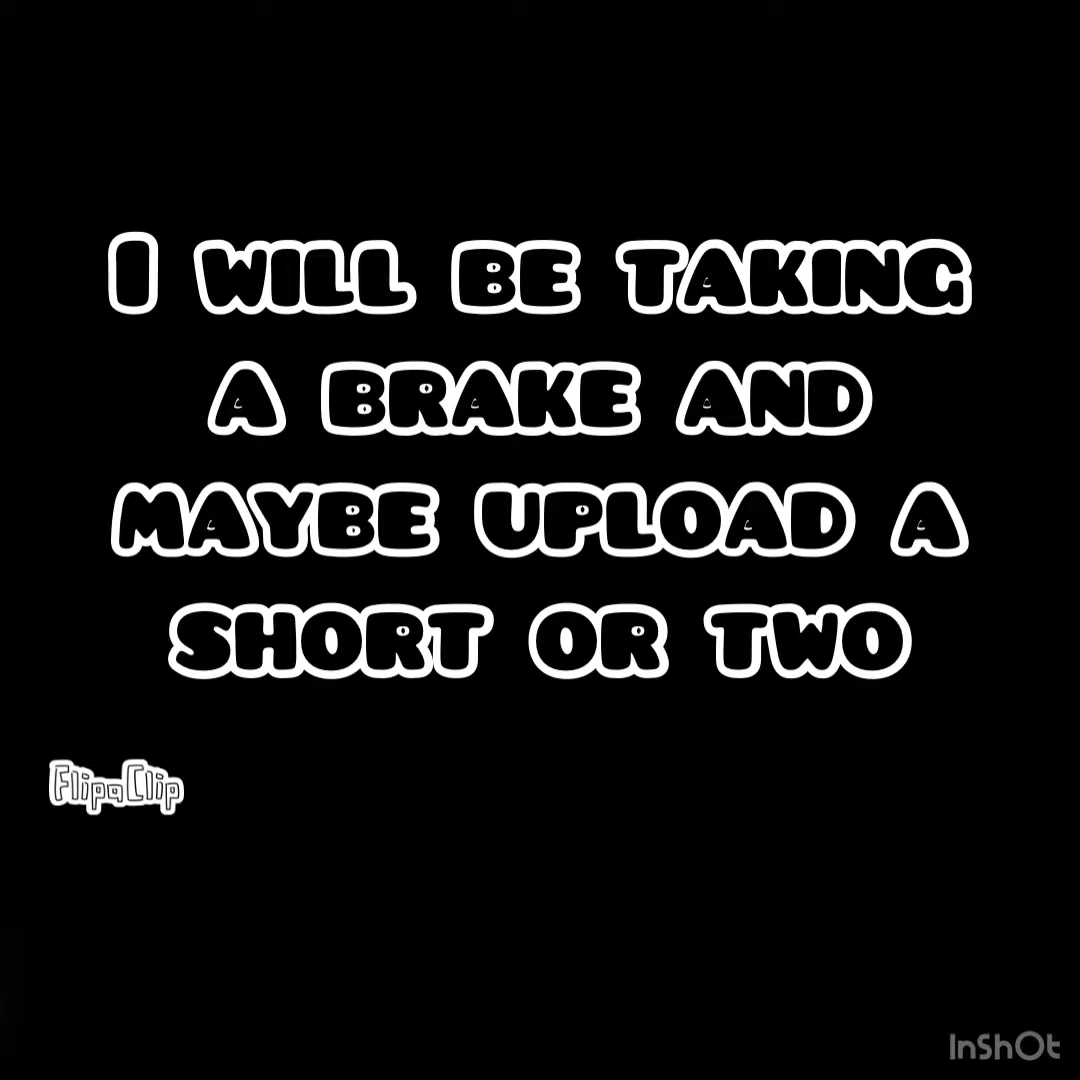 I WILL BE TAKING
A BRAKE AND
MAYBE UPLOAD A
SHORT OR TWO
FlipaClip
InShOt